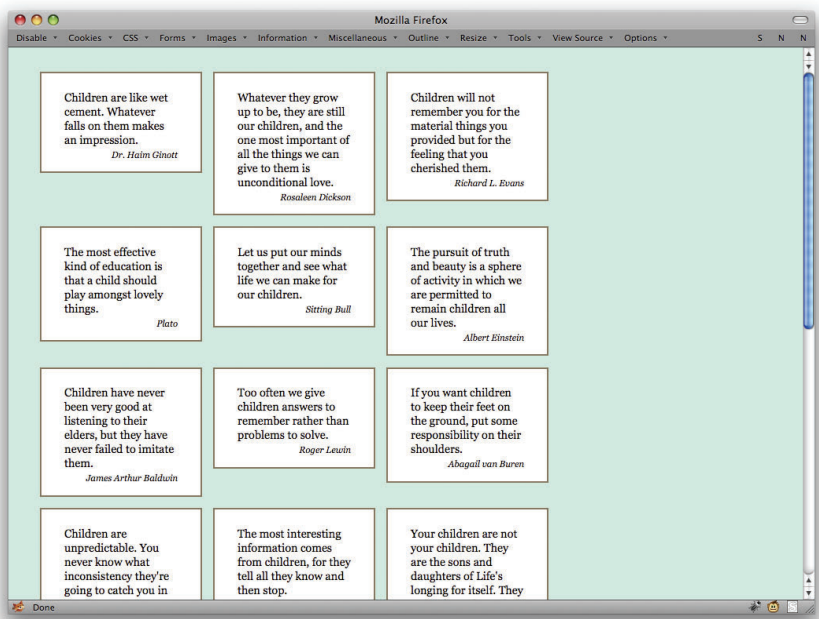 Mozilla Firefox
Disable Cookies CSS Forms Images Information Miscellaneous Outline Resize Tools View Source Options S N N
Children are like wet
cement. Whatever
falls on them makes
an impression.
Dr. Haim Ginott
Whatever they grow
up to be, they are still
our children, and the
one most important of
all the things we can
give to them is
unconditional love.
Rosaleen Dickson
Children will not
remember you for the
material things you
provided but for the
feeling that you
cherished them.
Richard L. Evans
The most effective
kind of education is
that a child should
play amongst lovely
things.
Plato
Let us put our minds
together and see what
life we can make for
our children.
Sitting Bull
The pursuit of truth
and beauty is a sphere
of activity in which we
are permitted to
remain children all
our lives.
Albert Einstein
Children have never
been very good at
listening to their
elders, but they have
never failed to imitate
them.
James Arthur Baldwin
Too often we give
children answers to
remember rather than
problems to solve.
Roger Lewin
If you want children
to keep their feet on
the ground, put some
responsibility on their
shoulders.
Abagail van Buren
Children are
unpredictable. You
never know what
inconsistency they're
going to catch you in
The most interesting
information comes
from children, for they
tell all they know and
then stop.
Your children are not
your children. They
are the sons and
daughters of Life's
longing for itself. They
Done